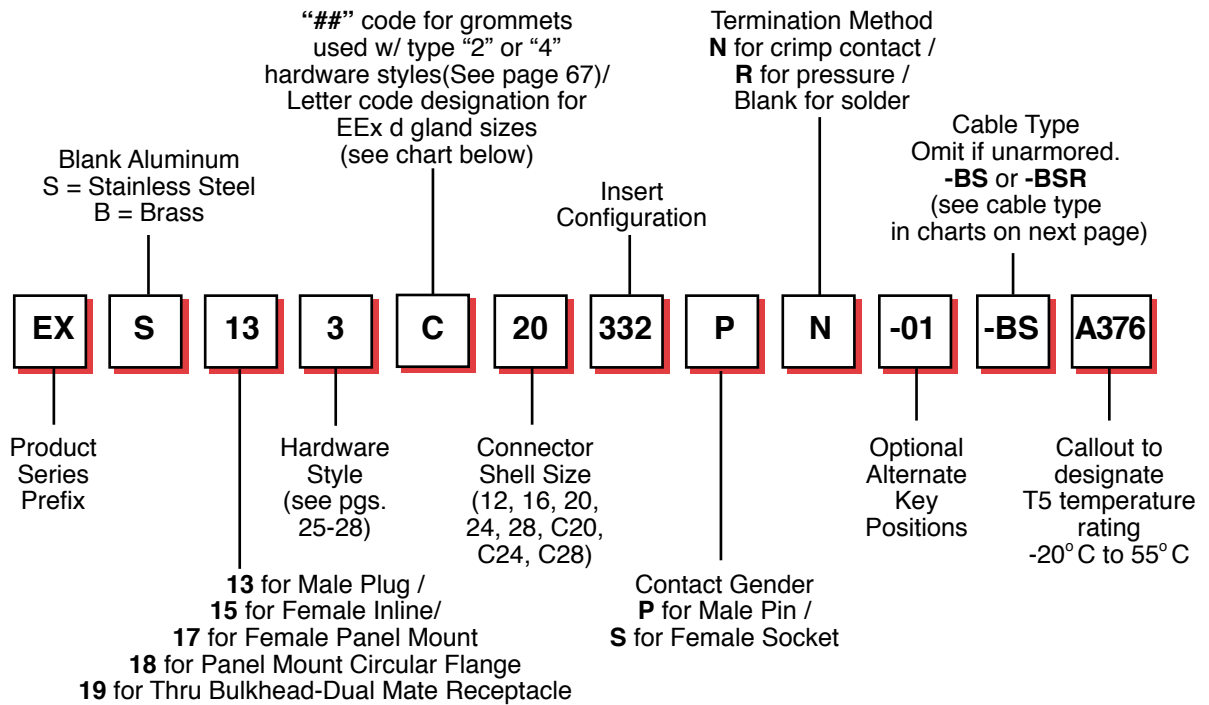 “##” code for grommets
used w/ type “2” or “4”
hardware styles(See page 67)/
Letter code designation for
EEx d gland sizes
(see chart below)
Termination Method
N for crimp contact /
R for pressure /
Blank for solder
Cable Type
Omit if unarmored.
-BS or -BSR
(see cable type
in charts on next page)
Blank Aluminum
S = Stainless Steel
B = Brass
Insert
Configuration
EX S 13 3 C 20 332 P N -01 -BS A376
Product
Series
Prefix
Hardware
Style
(see pgs.
25-28)
Connector
Shell Size
(12, 16, 20,
24, 28, C20,
C24, C28)
Optional
Alternate
Key
Positions
Callout to
designate
T5 temperature
rating
-20° C to 55° C
13 for Male Plug /
15 for Female Inline/
17 for Female Panel Mount
18 for Panel Mount Circular Flange
19 for Thru Bulkhead-Dual Mate Receptacle
Contact Gender
P for Male Pin /
S for Female Socket